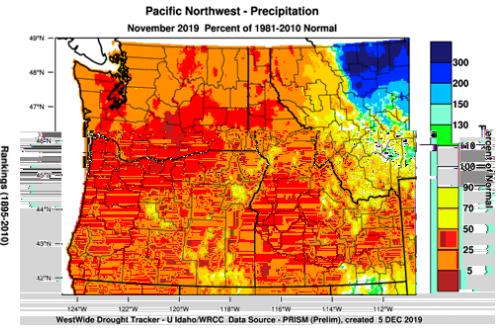 Pacific Northwest - Precipitation
November 2019 Percent of 1981-2010 Normal
49°N
48°N
47°N
44°N
43°N
42°N
124°W 122°W 120°W 118°W 116°W 114°W 112°W
300
200
150
130
110
100
90
70
50
25
5
Percent of Normal
Rankings (1895-2010)
WestWide Drought Tracker - U Idaho/WRCC Data Source - PRISM (Prelim), created 5 DEC 2019